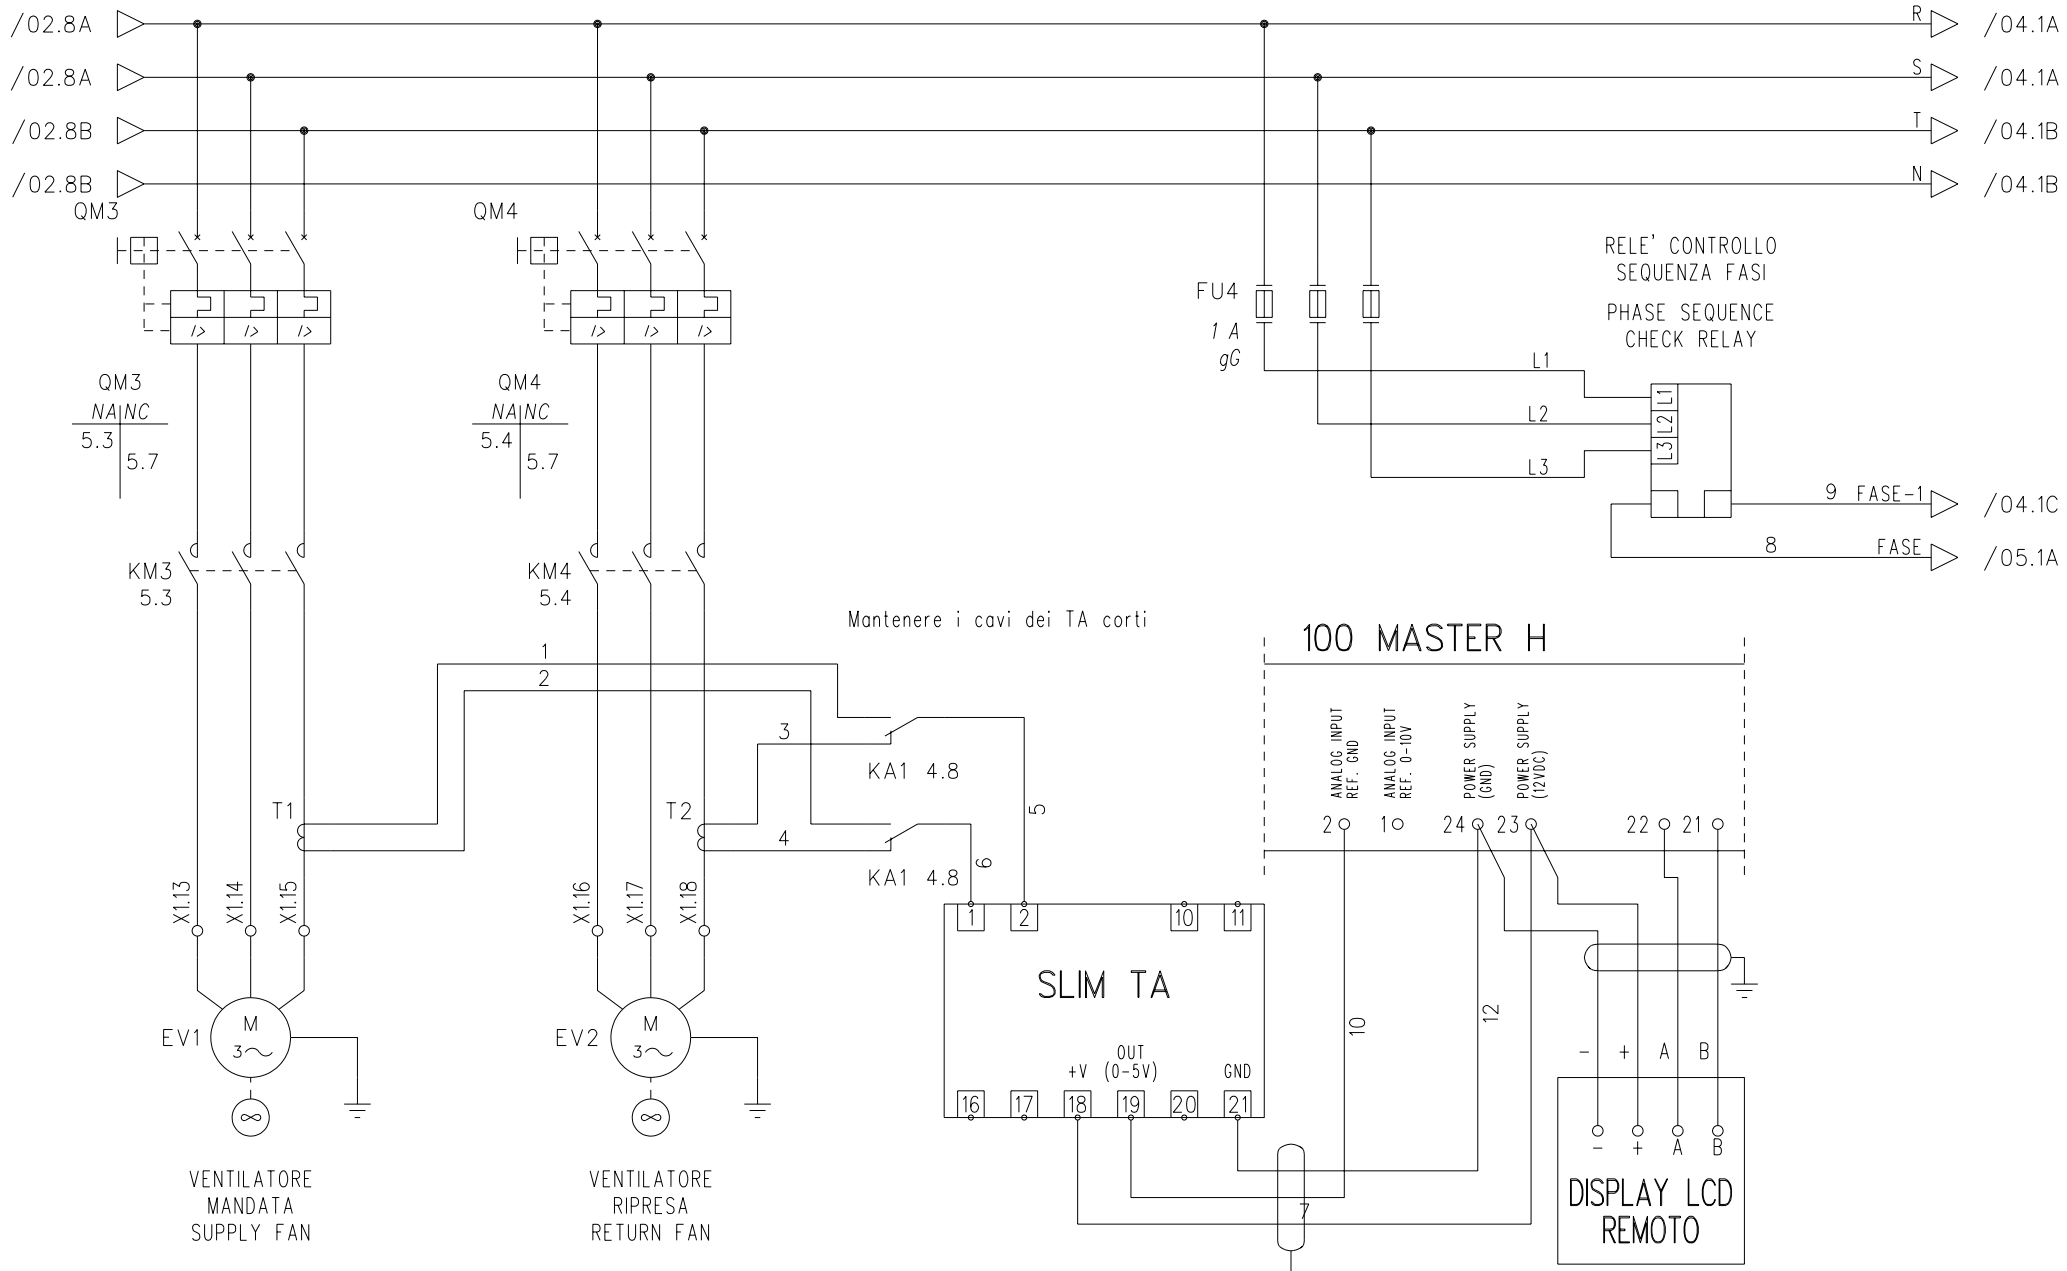 /02.8A
R
/04.1A
/02.8A
S
/04.1A
/02.8B
T
/04.1B
/02.8B
N
/04.1B
QM3
QM4
I>
I>
I>
I>
I>
I>
QM3
NA NC
5.3
5.7
QM4
NA NC
5.4
5.7
FU4
1 A
gG
RELE' CONTROLLO
SEQUENZA FASI
PHASE SEQUENCE
CHECK RELAY
L1
L2
L3
L1
L2
L3
9 FASE-1
/04.1C
8 FASE
/05.1A
KM3
5.3
KM4
5.4
Mantenere i cavi dei TA corti
1
2
3
KA1 4.8
4
KA1 4.8
5
6
T1
T2
X1.13
X1.14
X1.15
X1.16
X1.17
X1.18
EV1
M
3~
EV2
M
3~
VENTILATORE
MANDATA
SUPPLY FAN
VENTILATORE
RIPRESA
RETURN FAN
100 MASTER H
ANALOG INPUT
REF. GND
ANALOG INPUT
REF. 0-10V
POWER SUPPLY
(GND)
POWER SUPPLY
(12VDC)
2
1
24
23
22
21
1
2
10
11
SLIM TA
+V
OUT
(0-5V)
GND
16
17
18
19
20
21
10
12
7
- + A B
- + A B
DISPLAY LCD
REMOTO